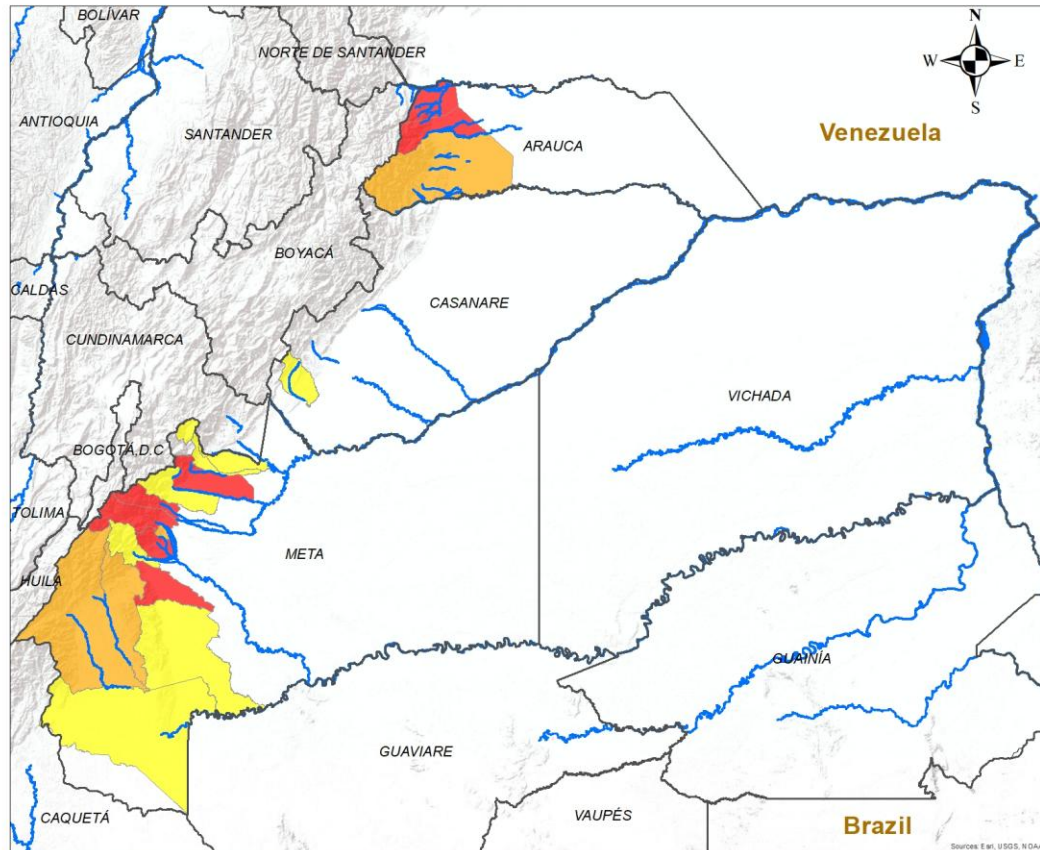 BOLÍVAR
N
NORTE DE SANTANDER
W
E
S
ANTIOQUIA
SANTANDER
ARAUCA
Venezuela
BOYACÁ
CALDAS
CASANARE
CUNDINAMARCA
VICHADA
BOGOTÁ,D.C
TOLIMA
META
HUILA
GUAINÍA
GUAVIARE
CAQUETÁ
VAUPÉS
Brazil
Sources: Esri, USGS, NOAA